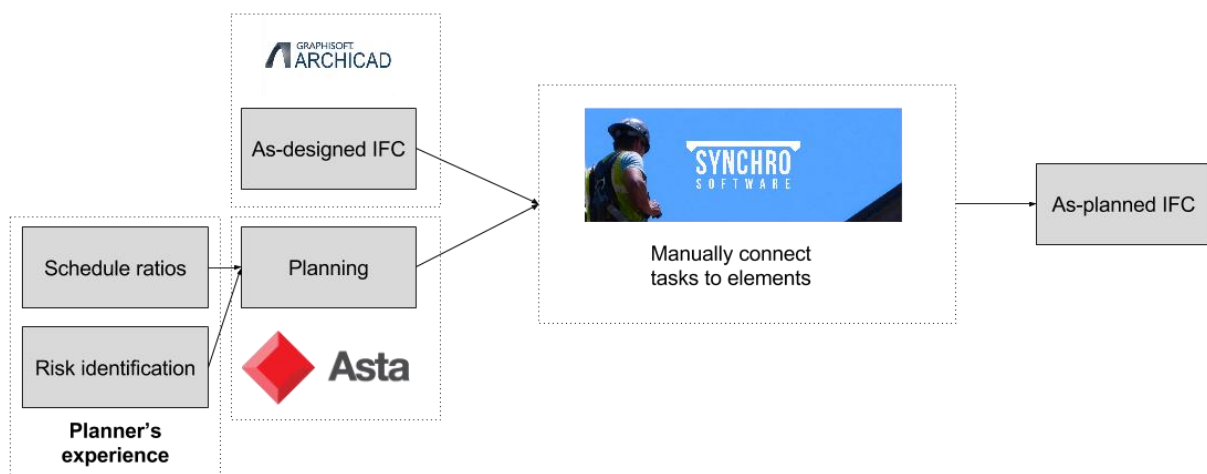 GRAPHISOFT
ARCHICAD
As-designed IFC
SYNCHRO
SOFTWARE
Manually connect
tasks to elements
As-planned IFC
Schedule ratios
Planning
Risk identification
Asta
Planner's
experience